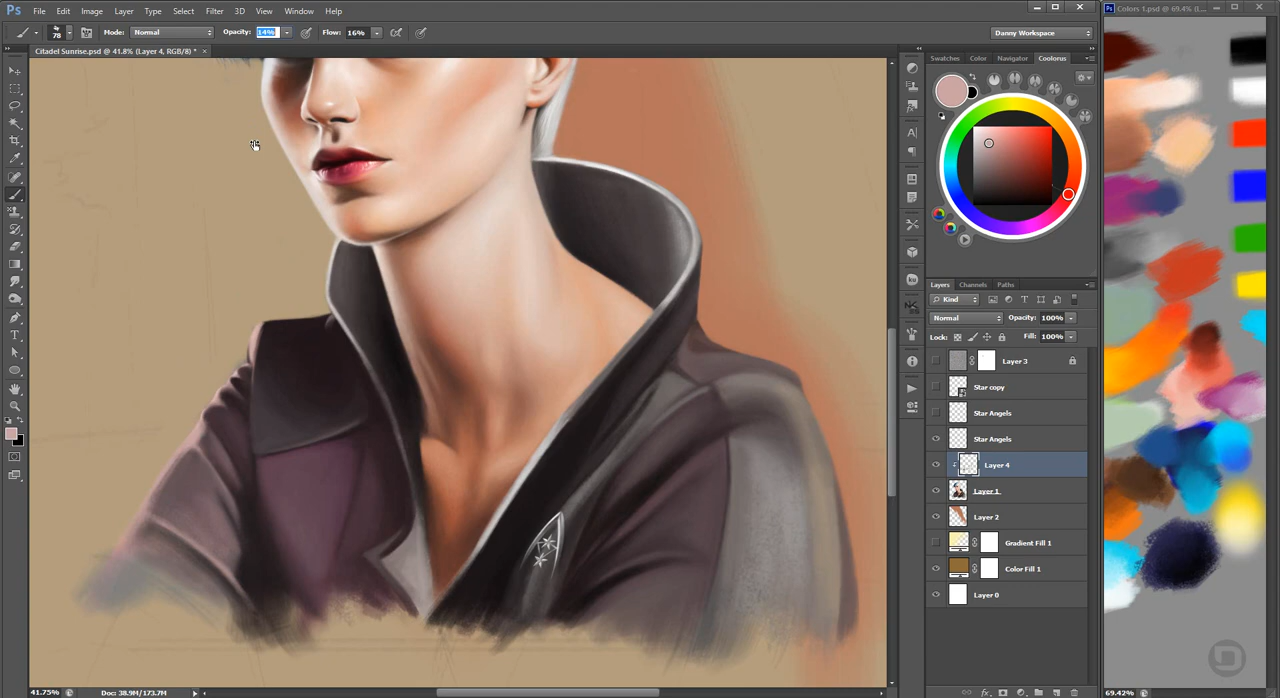 Ps File Edit Image Layer Type Select Filter 3D View Window Help
Ps Colors 1.psd @ 69.4% (L...
78 Mode: Normal Opacity: 14% Flow: 16% Danny Workspace
Citadel Sunrise.psd @ 41.8% (Layer 4, RGB/8) * ×
Swatches Color Navigator Coolorus
Layers Channels Paths
Kind
Normal Opacity: 100%
Lock: Fill: 100%
Layer 3
Star copy
Star Angels
Star Angels
Layer 4
Layer 1
Layer 2
Gradient Fill 1
Color Fill 1
Layer 0
41.75% Doc: 38.9M/173.7M fx 69.42%